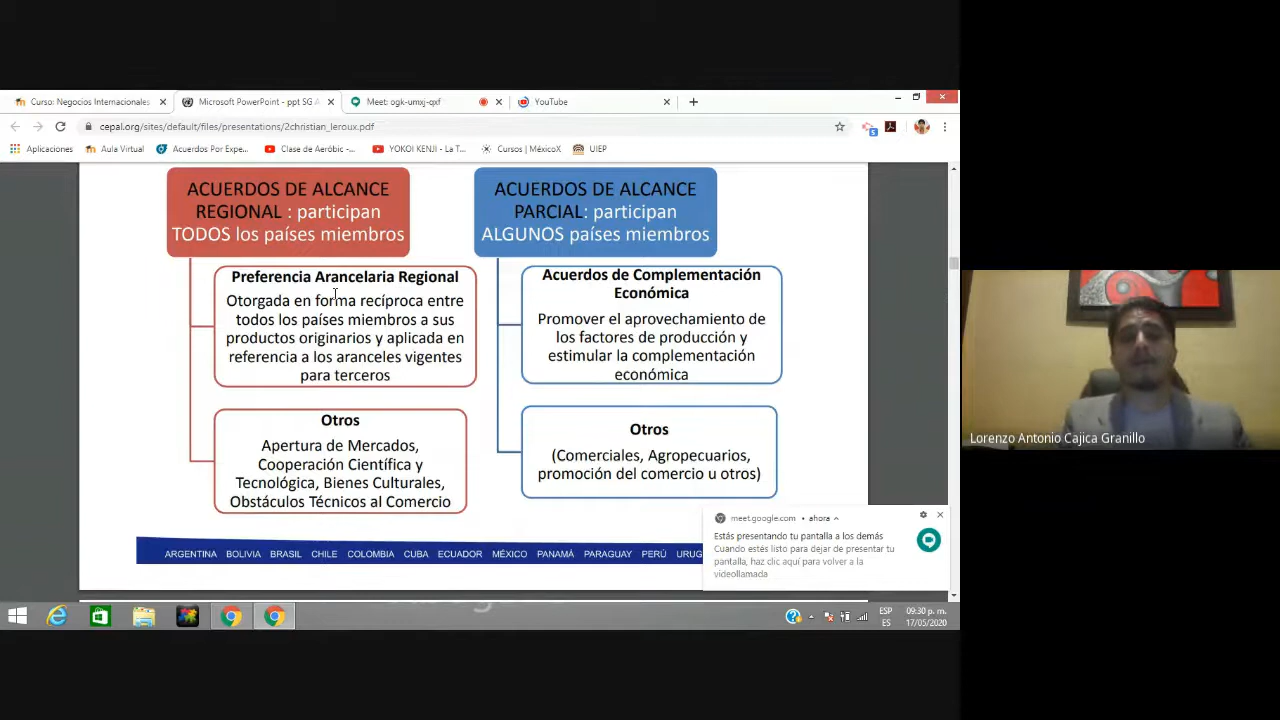 Curso: Negocios Internacionales
Microsoft PowerPoint - ppt SG A
Meet: ogk-umxj-qxf
YouTube
cepal.org/sites/default/files/presentations/2christian_leroux.pdf
Aplicaciones
Aula Virtual
Acuerdos Por Expe...
Clase de Aeróbic -...
YOKOI KENJI - La T...
Cursos | MéxicoX
UIEP
ACUERDOS DE ALCANCE
REGIONAL : participan
TODOS los países miembros
Preferencia Arancelaria Regional
Otorgada en forma recíproca entre
todos los países miembros a sus
productos originarios y aplicada en
referencia a los aranceles vigentes
para terceros
Otros
Apertura de Mercados,
Cooperación Científica y
Tecnológica, Bienes Culturales,
Obstáculos Técnicos al Comercio
ACUERDOS DE ALCANCE
PARCIAL: participan
ALGUNOS países miembros
Acuerdos de Complementación
Económica
Promover el aprovechamiento de
los factores de producción y
estimular la complementación
económica
Otros
(Comerciales, Agropecuarios,
promoción del comercio u otros)
ARGENTINA BOLIVIA BRASIL CHILE COLOMBIA CUBA ECUADOR MÉXICO PANAMÁ PARAGUAY PERÚ URUG
meet.google.com • ahora
Estás presentando tu pantalla a los demás
Cuando estés listo para dejar de presentar tu
pantalla, haz clic aquí para volver a la
videollamada
ESP
ES
09:30 p. m.
17/05/2020
Lorenzo Antonio Cajica Granillo